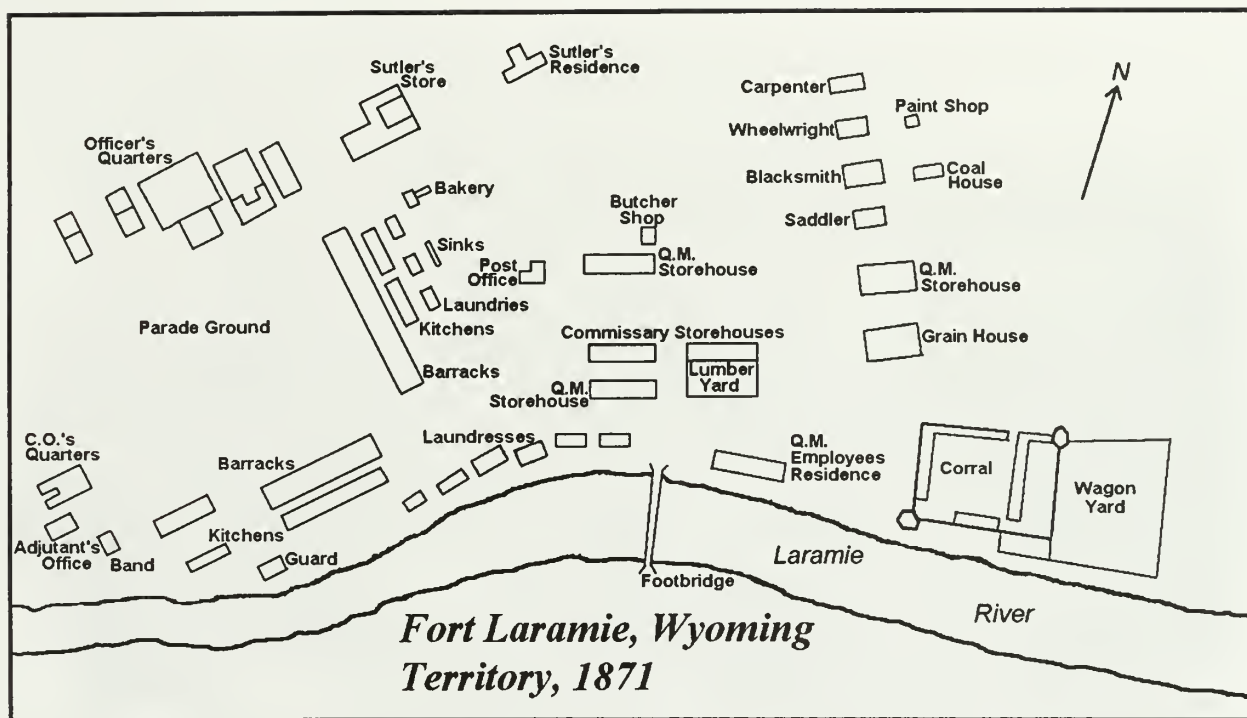 Sutler's
Residence
Sutler's
Store
N
Carpenter
Paint Shop
Wheelwright
Officer's
Quarters
Blacksmith
Coal
House
Bakery
Butcher
Shop
Saddler
Sinks
Post
Office
Q.M.
Storehouse
Q.M.
Storehouse
Laundries
Parade Ground
Kitchens
Commissary Storehouses
Grain House
Barracks
Lumber
Yard
Q.M.
Storehouse
C.O.'s
Quarters
Laundresses
Barracks
Q.M.
Employees
Residence
Corral
Wagon
Yard
Adjutant's
Office
Band
Kitchens
Guard
Laramie
Footbridge
River
Fort Laramie, Wyoming
Territory, 1871